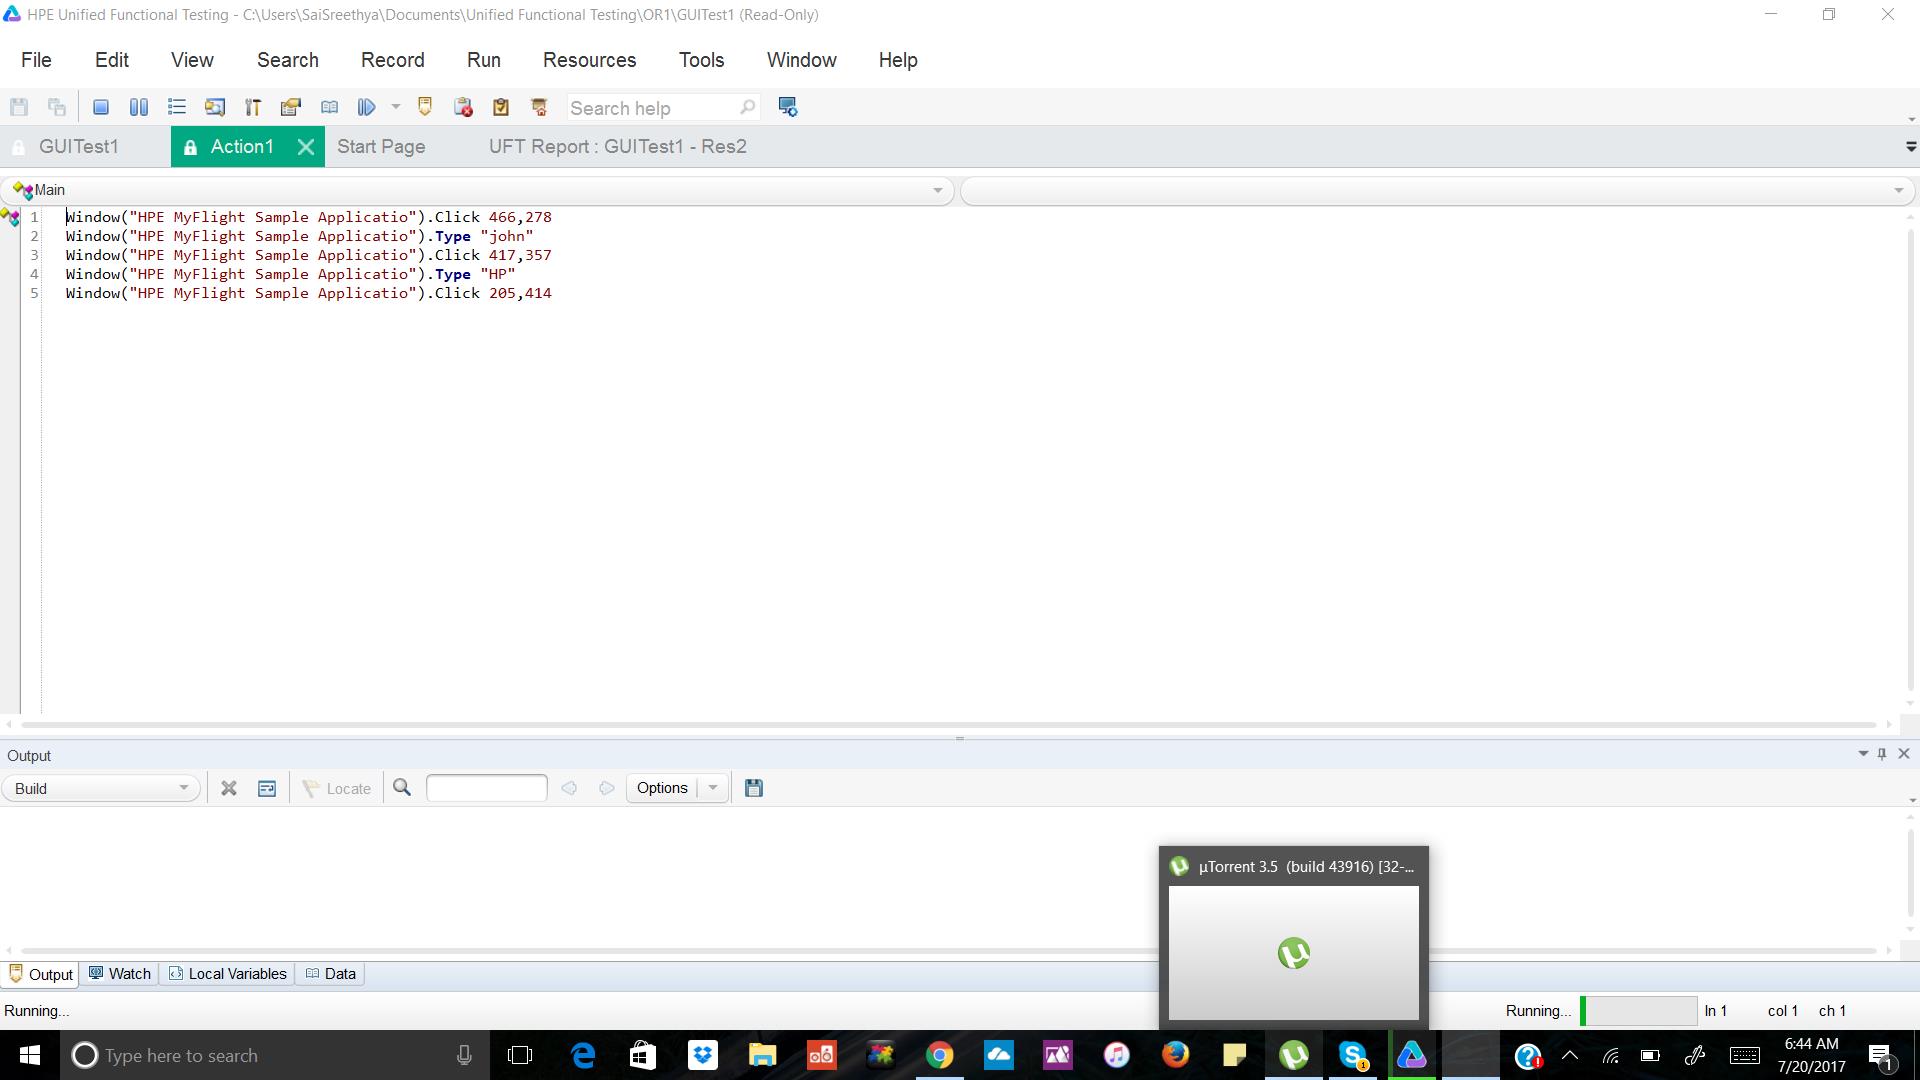 HPE Unified Functional Testing - C:\Users\SaiSreethya\Documents\Unified Functional Testing\OR1\GUITest1 (Read-Only)
File Edit View Search Record Run Resources Tools Window Help
Search help
GUITest1 Action1 Start Page UFT Report : GUITest1 - Res2
Main
1 Window("HPE MyFlight Sample Applicatio").Click 466,278
2 Window("HPE MyFlight Sample Applicatio").Type "john"
3 Window("HPE MyFlight Sample Applicatio").Click 417,357
4 Window("HPE MyFlight Sample Applicatio").Type "HP"
5 Window("HPE MyFlight Sample Applicatio").Click 205,414
Output
Build Locate Options
µTorrent 3.5 (build 43916) [32-...
Output Watch Local Variables Data
Running... Running... ln 1 col 1 ch 1
Type here to search
6:44 AM
7/20/2017
1
1